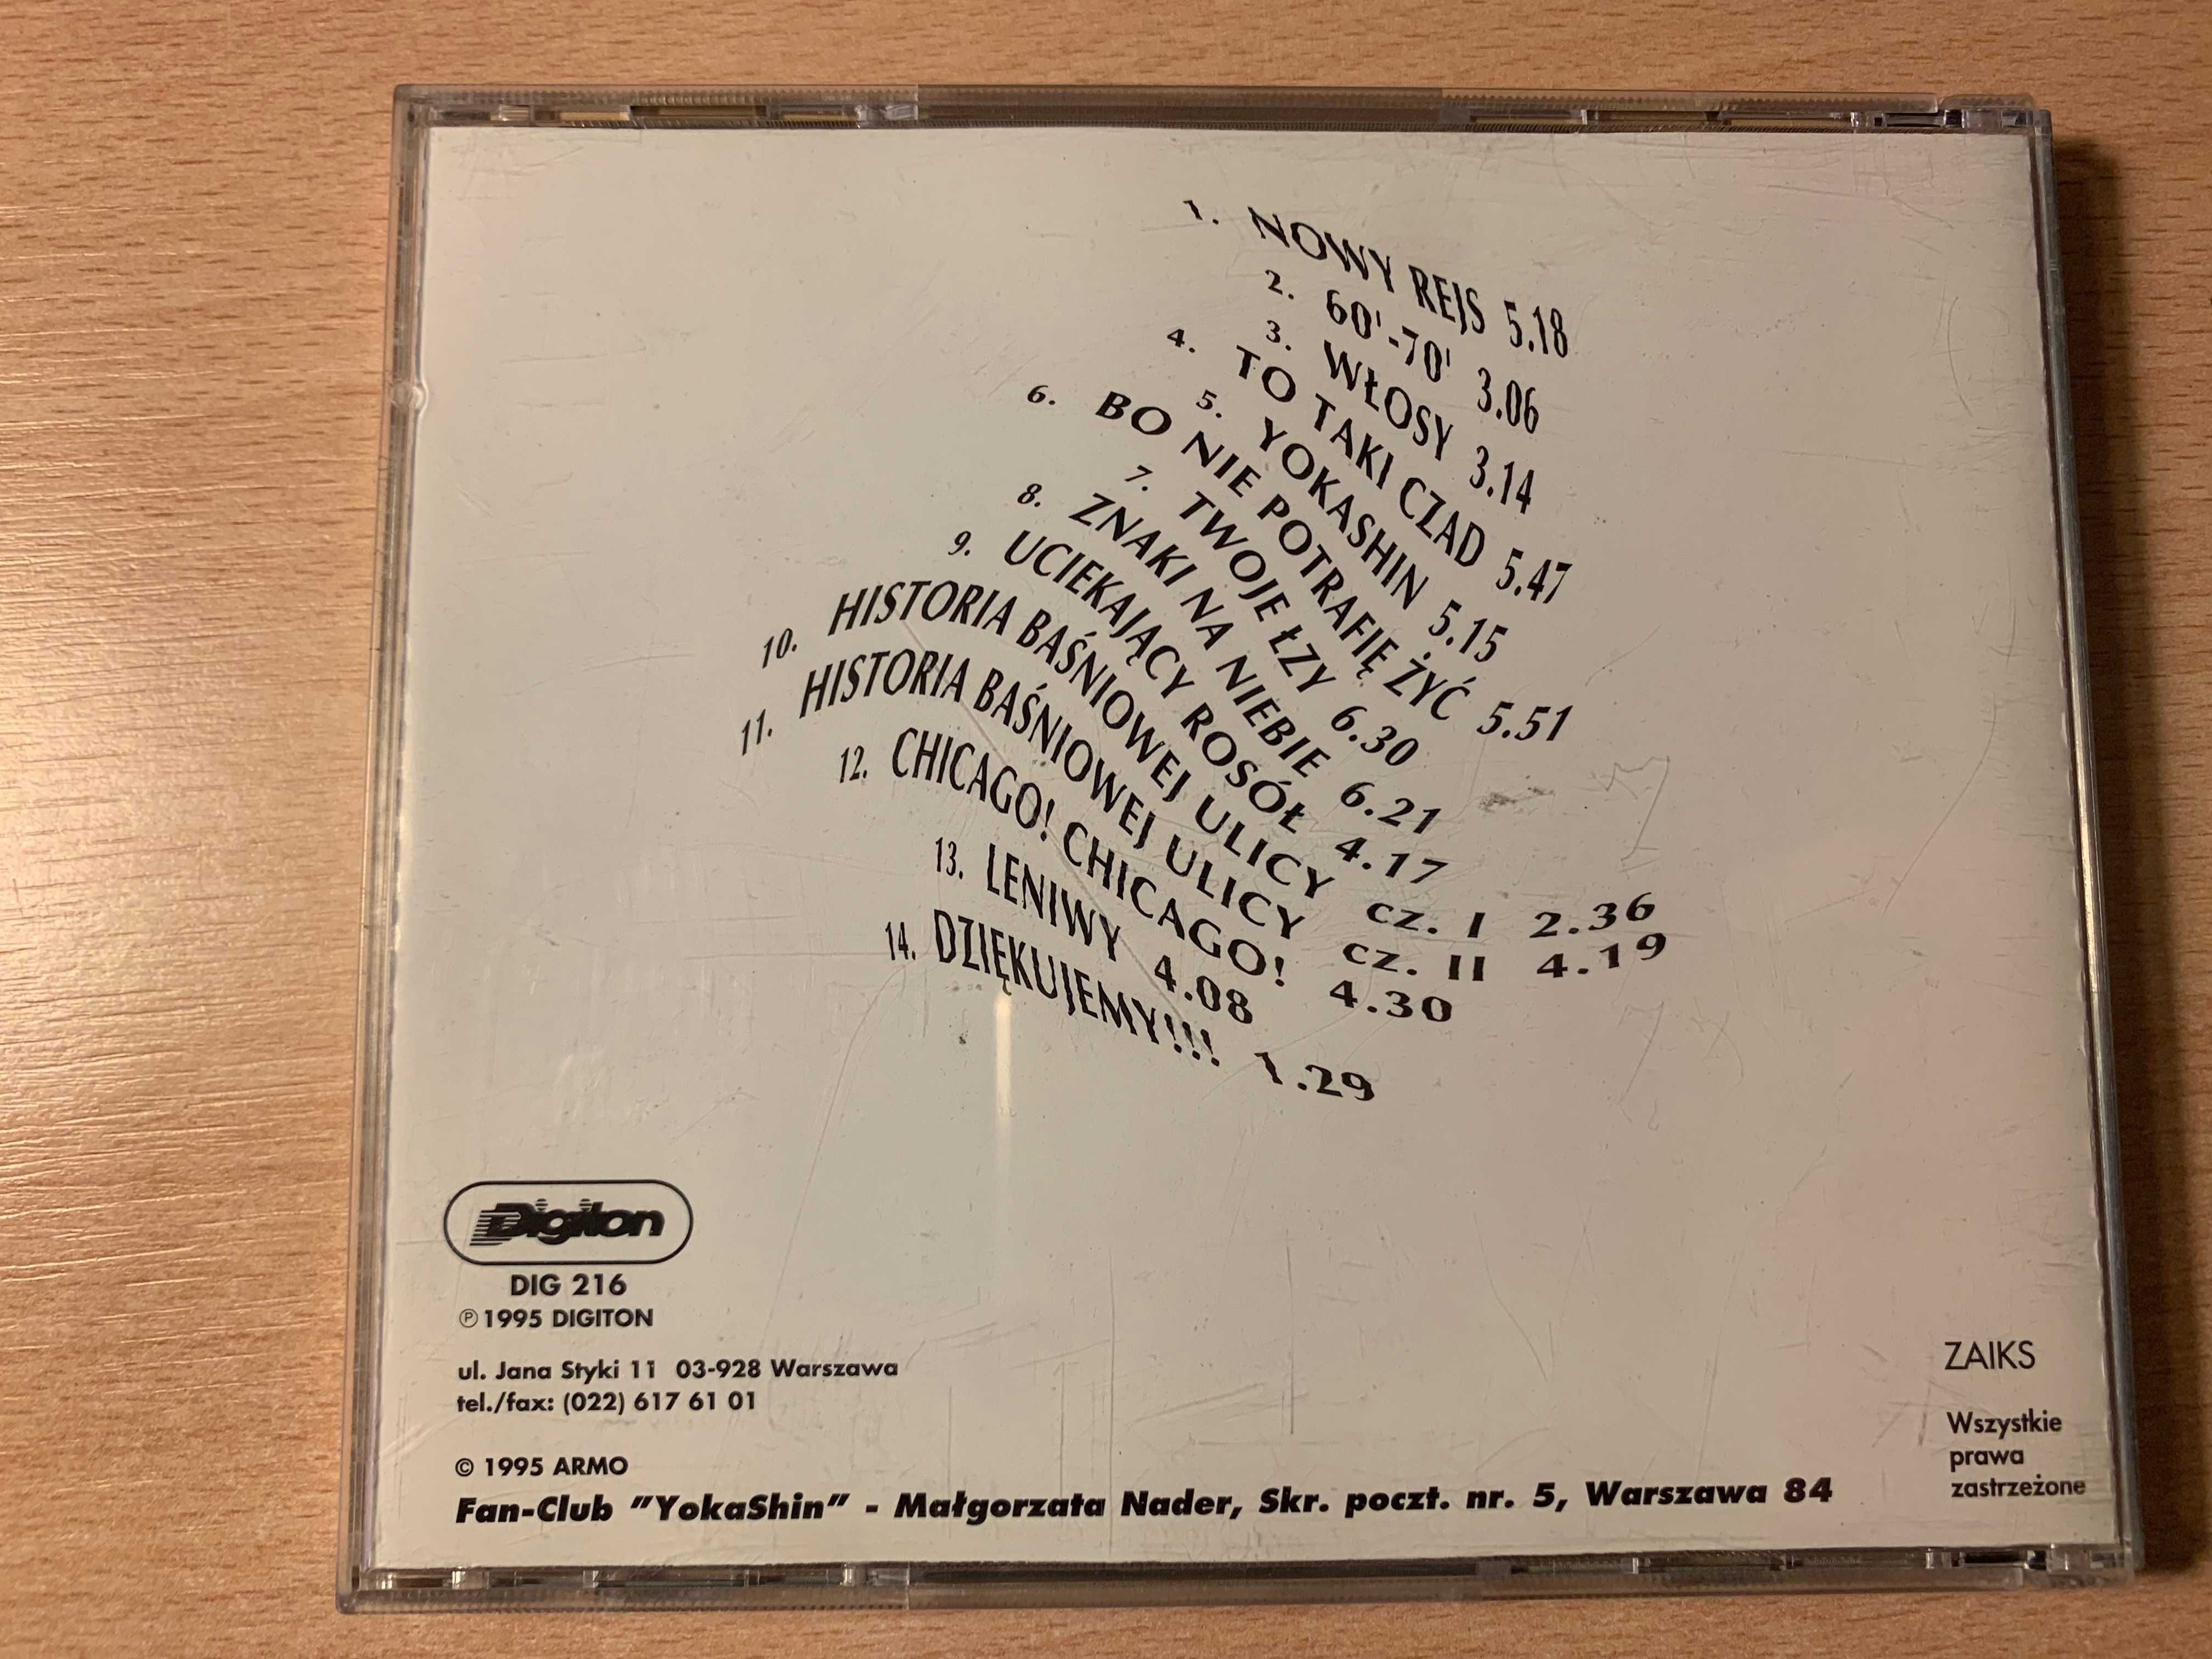 1. NOWY REJS 5.18
2. 60'-70' 3.06
3. WŁOSY 3.14
4. TO TAKI CZAD 5.47
5. YOKASHIN 5.15
6. BO NIE POTRAFIĘ ŻYĆ 5.51
7. TWOJE ŁZY 6.30
8. ZNAKI NA NIEBIE 6.21
9. UCIEKAJĄCY ROSÓŁ 4.17
10. HISTORIA BAŚNIOWEJ ULICY cz. I 2.36
11. HISTORIA BAŚNIOWEJ ULICY cz. II 4.19
12. CHICAGO! CHICAGO! 4.30
13. LENIWY 4.08
14. DZIĘKUJEMY!!! 1.29
Digiton
DIG 216
℗ 1995 DIGITON
ul. Jana Styki 11 03-928 Warszawa
tel./fax: (022) 617 61 01
© 1995 ARMO
Fan-Club "YokaShin" - Małgorzata Nader, Skr. poczt. nr. 5, Warszawa 84
ZAIKS
Wszystkie
prawa
zastrzeżone